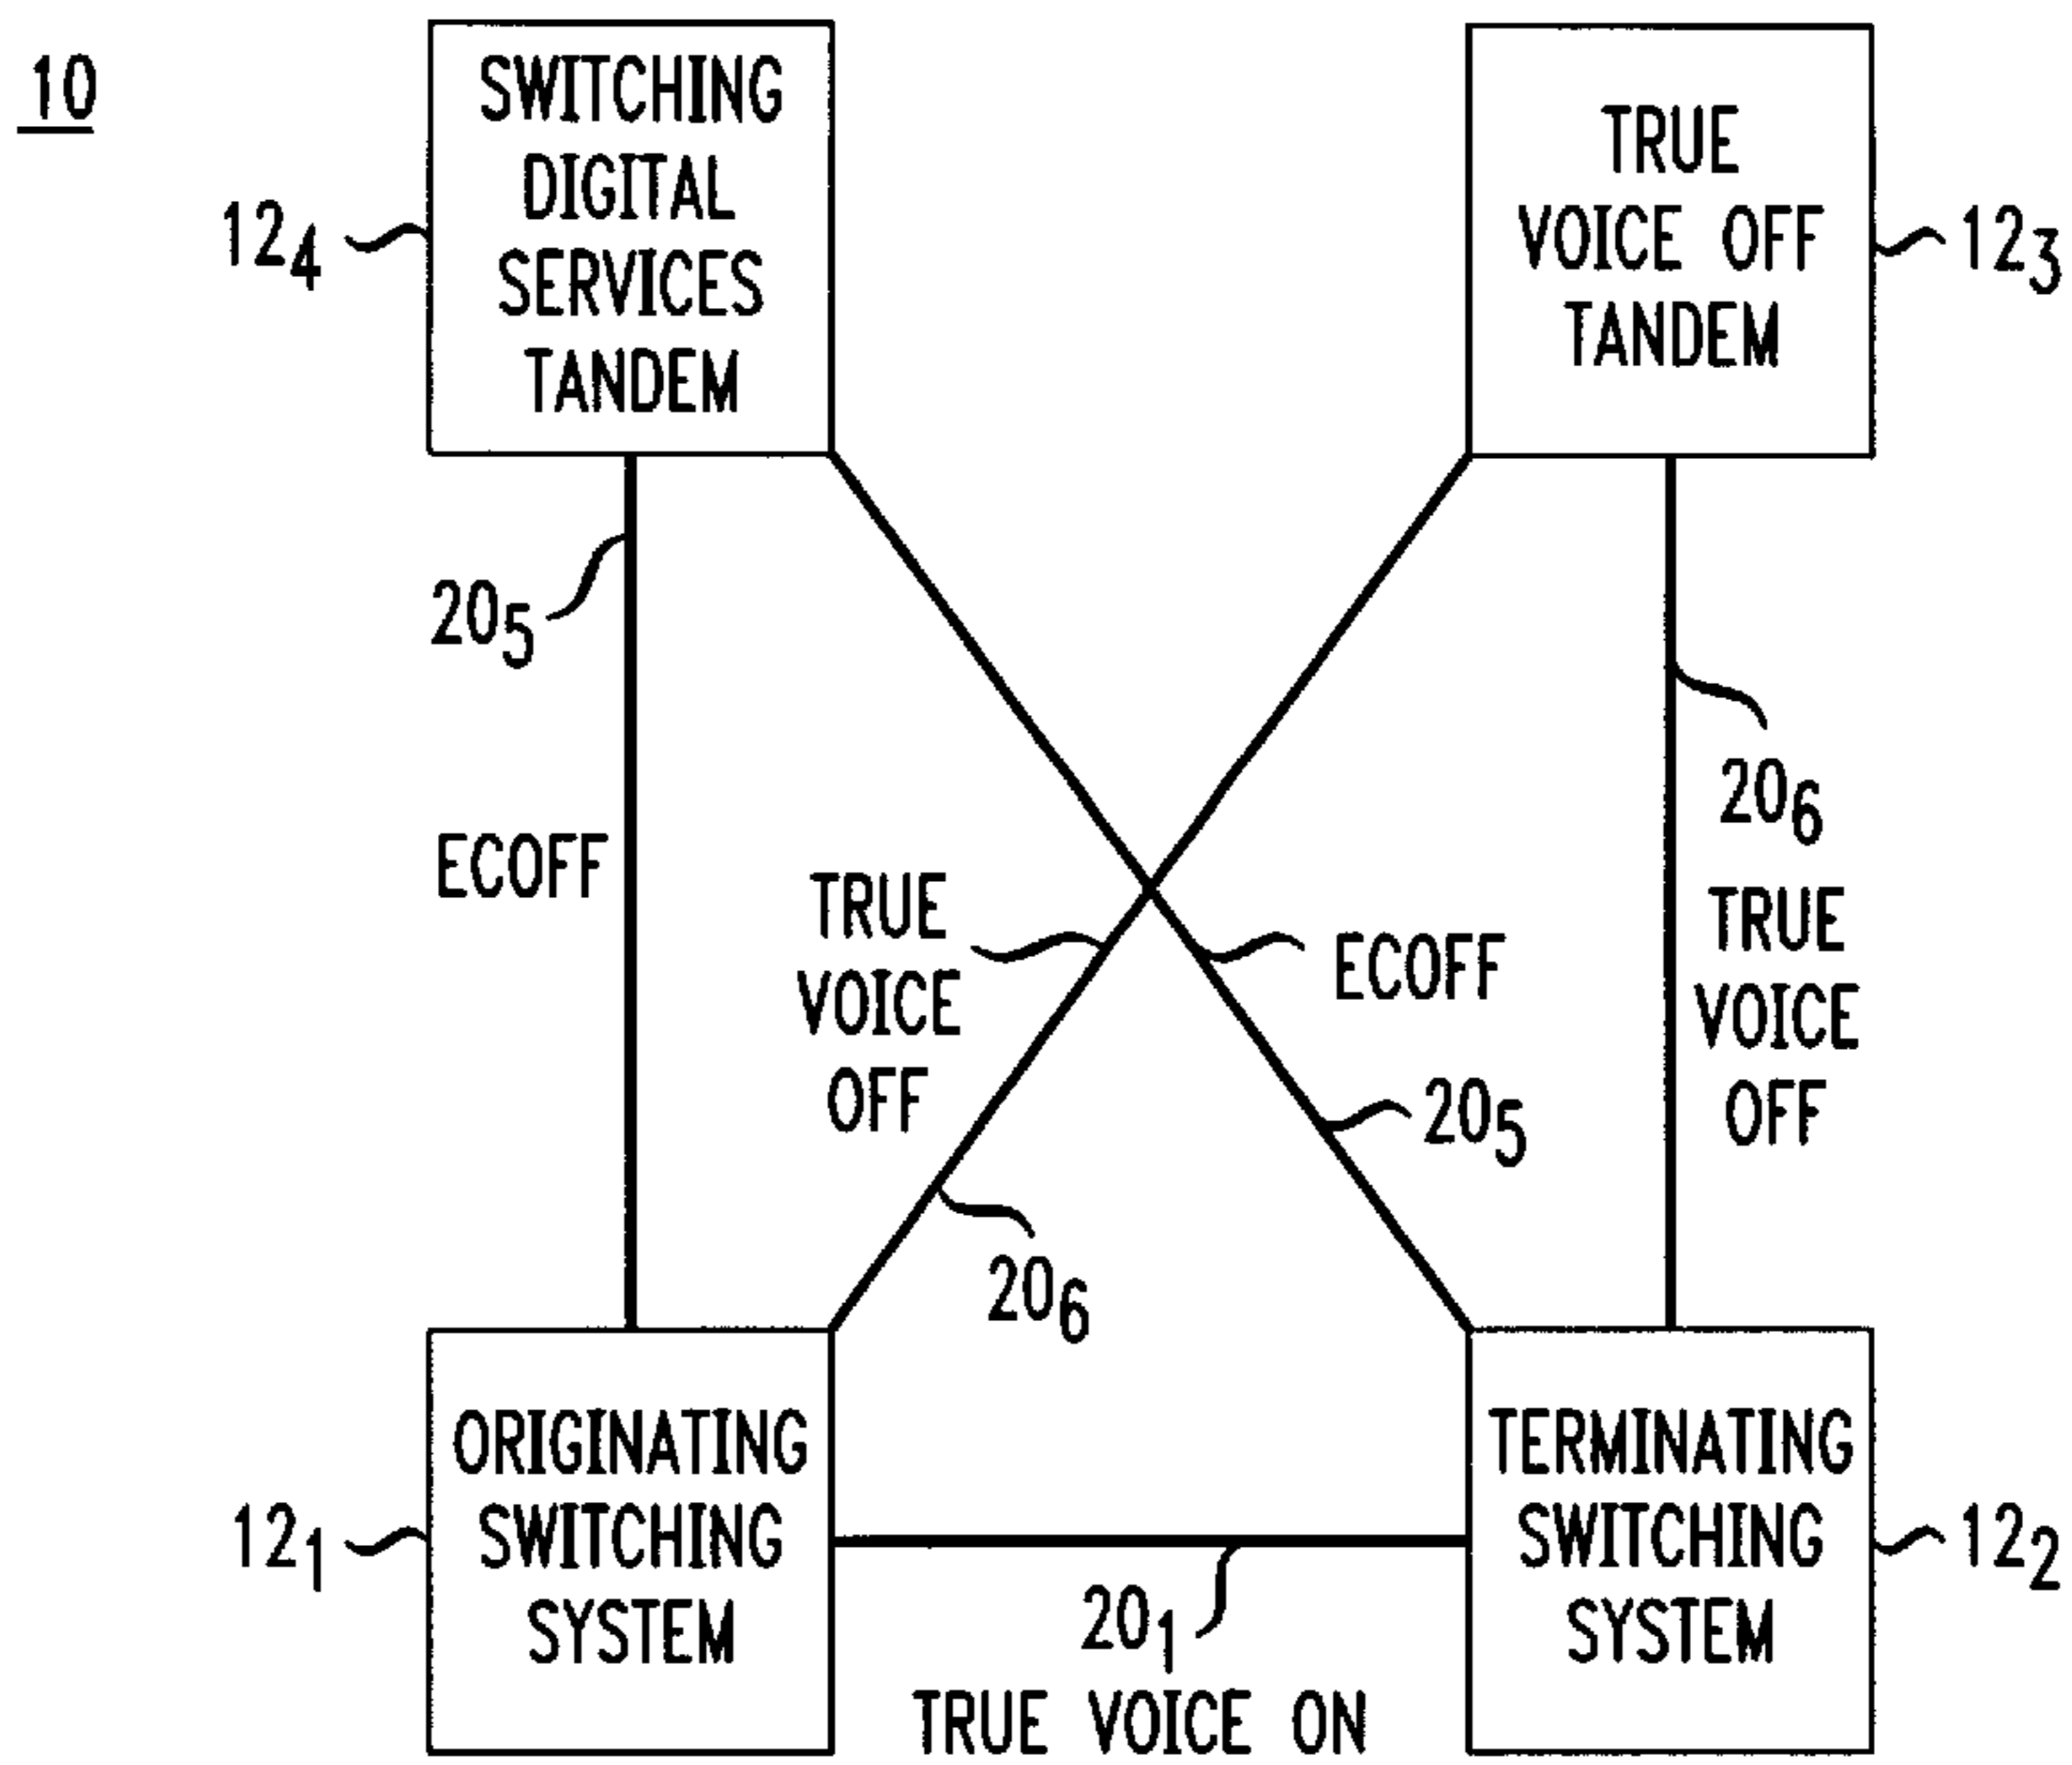 10
SWITCHING
DIGITAL
SERVICES
TANDEM
12₄
TRUE
VOICE OFF
TANDEM
12₃
20₅
ECOFF
20₆
TRUE
VOICE
OFF
TRUE
VOICE
OFF
ECOFF
20₅
20₆
ORIGINATING
SWITCHING
SYSTEM
12₁
TERMINATING
SWITCHING
SYSTEM
12₂
20₁
TRUE VOICE ON